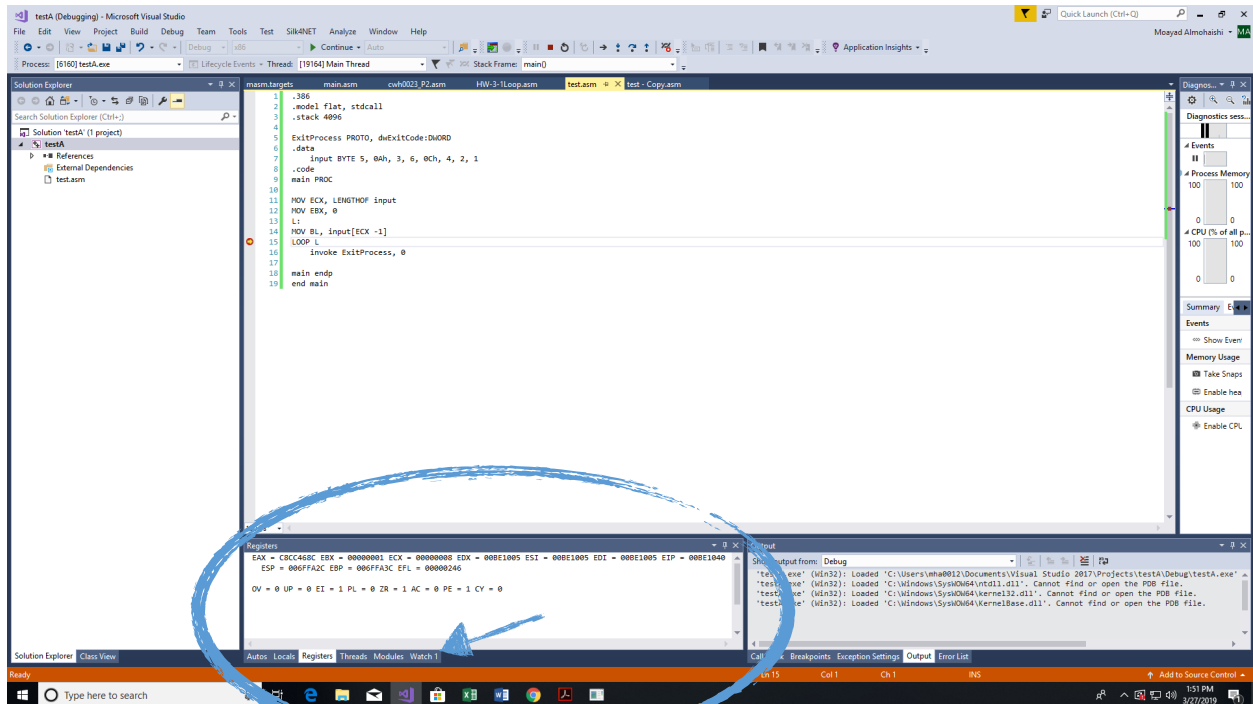 testA (Debugging) - Microsoft Visual Studio
Quick Launch (Ctrl+Q)
File Edit View Project Build Debug Team Tools Test Silk4NET Analyze Window Help
Moayad Almohaishi MA
Debug x86 Continue Auto Application Insights
Process: [6160] testA.exe Lifecycle Events Thread: [19164] Main Thread Stack Frame: main()
Solution Explorer
Search Solution Explorer (Ctrl+;)
Solution 'testA' (1 project)
testA
References
External Dependencies
test.asm
Solution Explorer Class View
masm.targets main.asm cwh0023_P2.asm HW-3-1Loop.asm test.asm test - Copy.asm
1 .386
2 .model flat, stdcall
3 .stack 4096
4
5 ExitProcess PROTO, dwExitCode:DWORD
6 .data
7 input BYTE 5, 0Ah, 3, 6, 0Ch, 4, 2, 1
8 .code
9 main PROC
10
11 MOV ECX, LENGTHOF input
12 MOV EBX, 0
13 L:
14 MOV BL, input[ECX -1]
15 LOOP L
16 invoke ExitProcess, 0
17
18 main endp
19 end main
Diagnos...
Diagnostics sess...
Events
Process Memory
100 100
0 0
CPU (% of all p...
100 100
0 0
Summary
Events
Show Even
Memory Usage
Take Snaps
Enable hea
CPU Usage
Enable CPU
Registers
EAX = C8CC468C EBX = 00000001 ECX = 00000008 EDX = 00BE1005 ESI = 00BE1005 EDI = 00BE1005 EIP = 00BE1040
ESP = 006FFA2C EBP = 006FFA3C EFL = 00000246
OV = 0 UP = 0 EI = 1 PL = 0 ZR = 1 AC = 0 PE = 1 CY = 0
Autos Locals Registers Threads Modules Watch 1
Output
from: Debug
(Win32): Loaded 'C:\Users\mha0012\Documents\Visual Studio 2017\Projects\testA\Debug\testA.exe'
(Win32): Loaded 'C:\Windows\SysWOW64\ntdll.dll'. Cannot find or open the PDB file.
(Win32): Loaded 'C:\Windows\SysWOW64\kernel32.dll'. Cannot find or open the PDB file.
(Win32): Loaded 'C:\Windows\SysWOW64\KernelBase.dll'. Cannot find or open the PDB file.
Breakpoints Exception Settings Output Error List
Ready Ln 15 Col 1 Ch 1 INS Add to Source Control
Type here to search
1:51 PM
3/27/2019